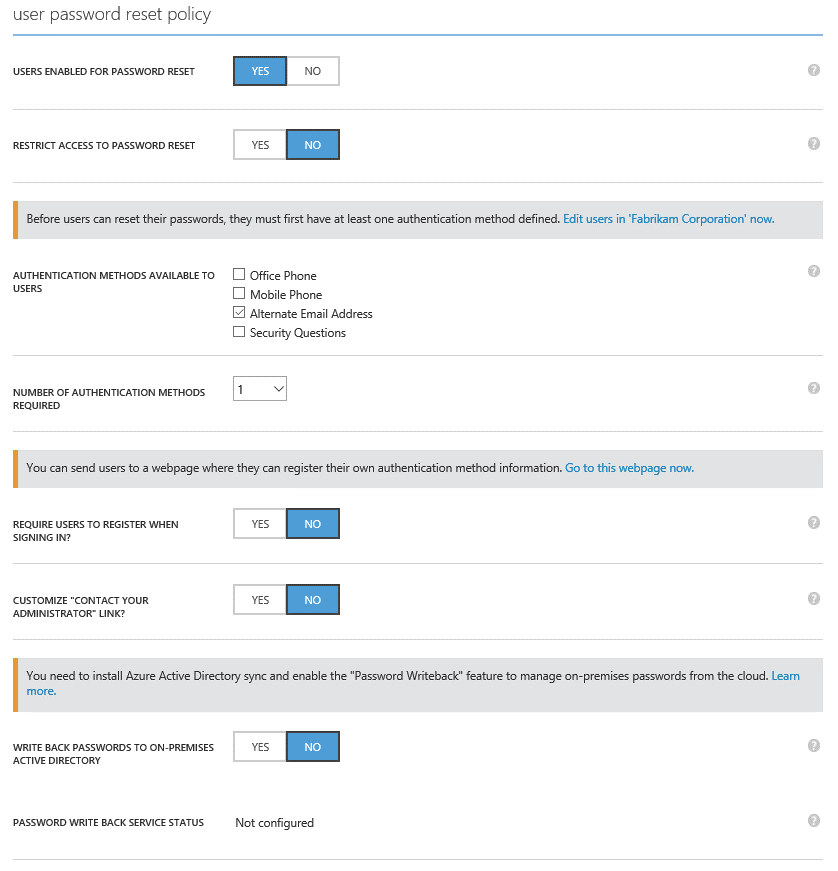 user password reset policy
USERS ENABLED FOR PASSWORD RESET YES NO ?
RESTRICT ACCESS TO PASSWORD RESET YES NO ?
Before users can reset their passwords, they must first have at least one authentication method defined. Edit users in 'Fabrikam Corporation' now.
AUTHENTICATION METHODS AVAILABLE TO
USERS
?
Office Phone
Mobile Phone
Alternate Email Address
Security Questions
NUMBER OF AUTHENTICATION METHODS
REQUIRED
1
?
You can send users to a webpage where they can register their own authentication method information. Go to this webpage now.
REQUIRE USERS TO REGISTER WHEN
SIGNING IN?
YES NO ?
CUSTOMIZE "CONTACT YOUR
ADMINISTRATOR" LINK?
YES NO ?
You need to install Azure Active Directory sync and enable the "Password Writeback" feature to manage on-premises passwords from the cloud. Learn
more.
WRITE BACK PASSWORDS TO ON-PREMISES
ACTIVE DIRECTORY
YES NO ?
PASSWORD WRITE BACK SERVICE STATUS Not configured ?